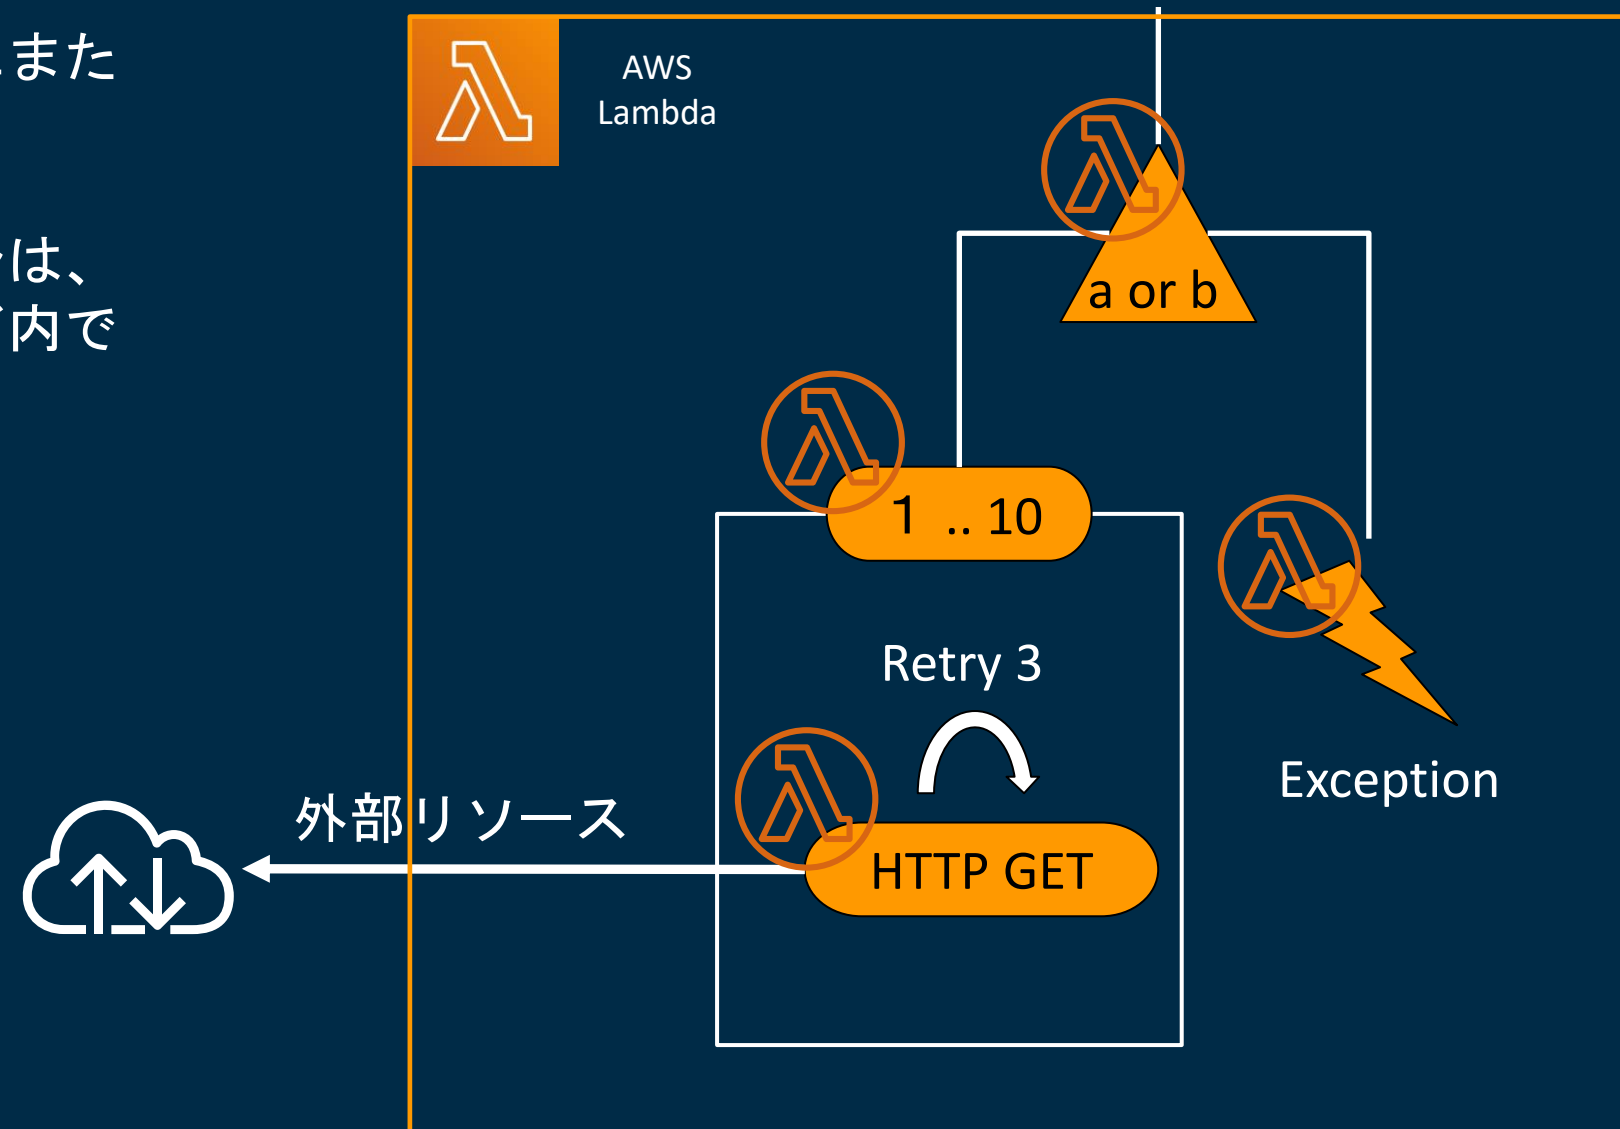 また
は、
内で
AWS
Lambda
a or b
1 .. 10
Retry 3
Exception
外部リソース
HTTP GET